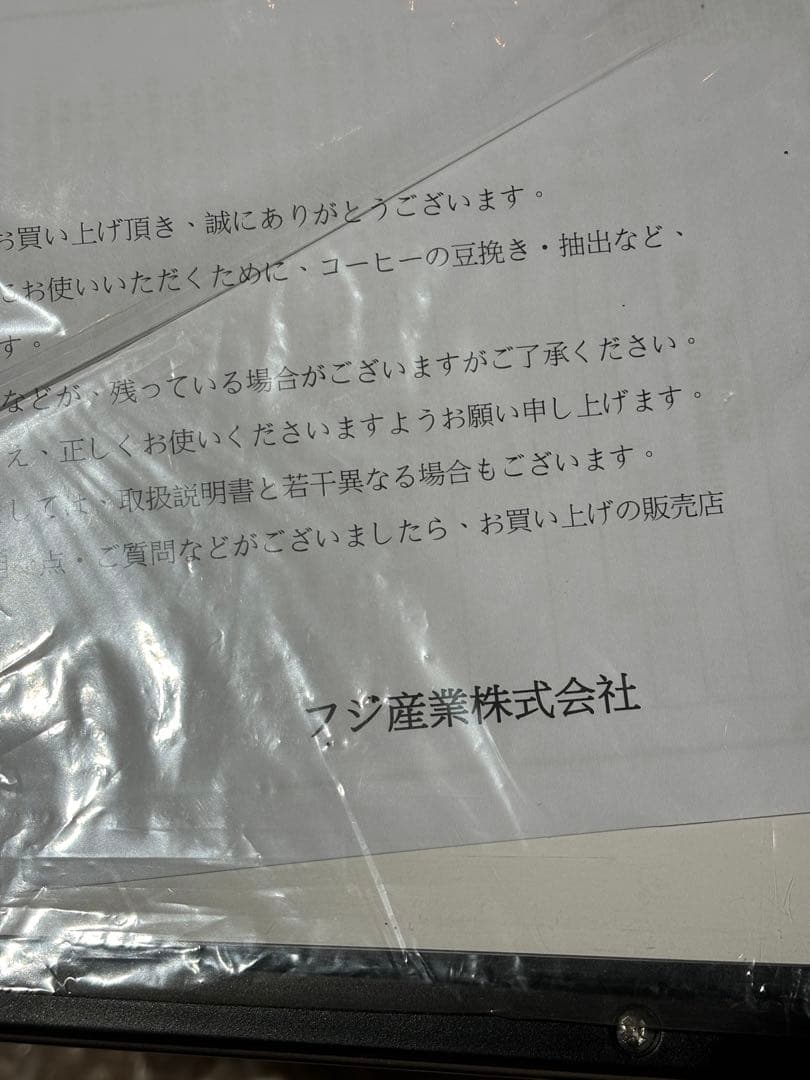 お買い上げ頂き、誠にありがとうございます。
にお使いいただくために、コーヒーの豆挽き・抽出など、
す。
などが、残っている場合がございますがご了承ください。
え、正しくお使いくださいますようお願い申し上げます。
しては、取扱説明書と若干異なる場合もございます。
点・ご質問などがございましたら、お買い上げの販売店
フジ産業株式会社